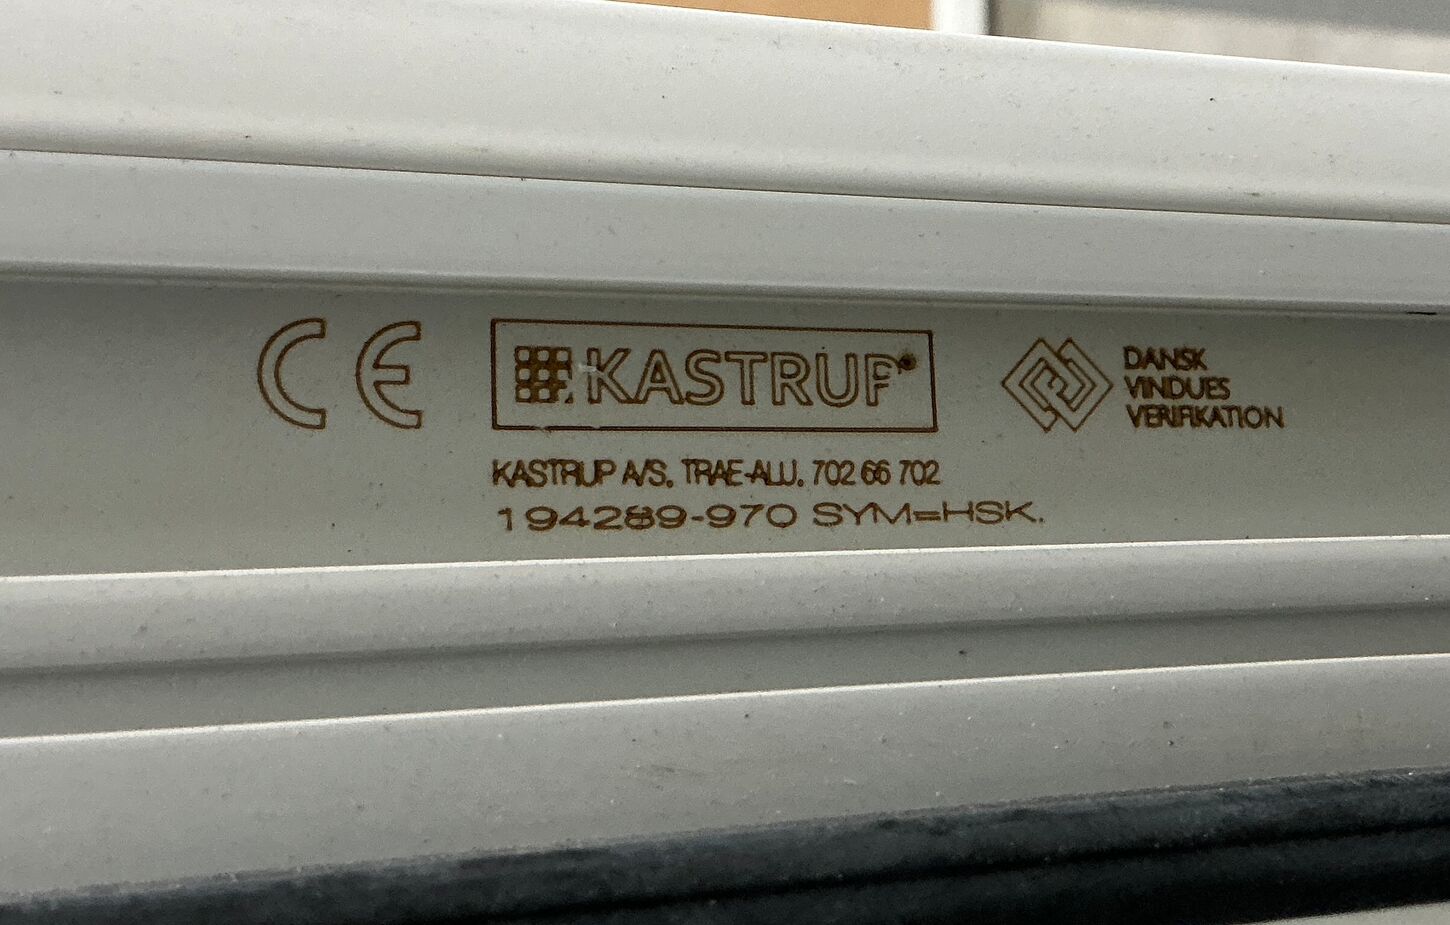 CE
KASTRUP
DANSK
VINDUES
VERIFIKATION
KASTRUP A/S. TRAE-ALU. 702 66 702
194289-970 SYM=HSK.